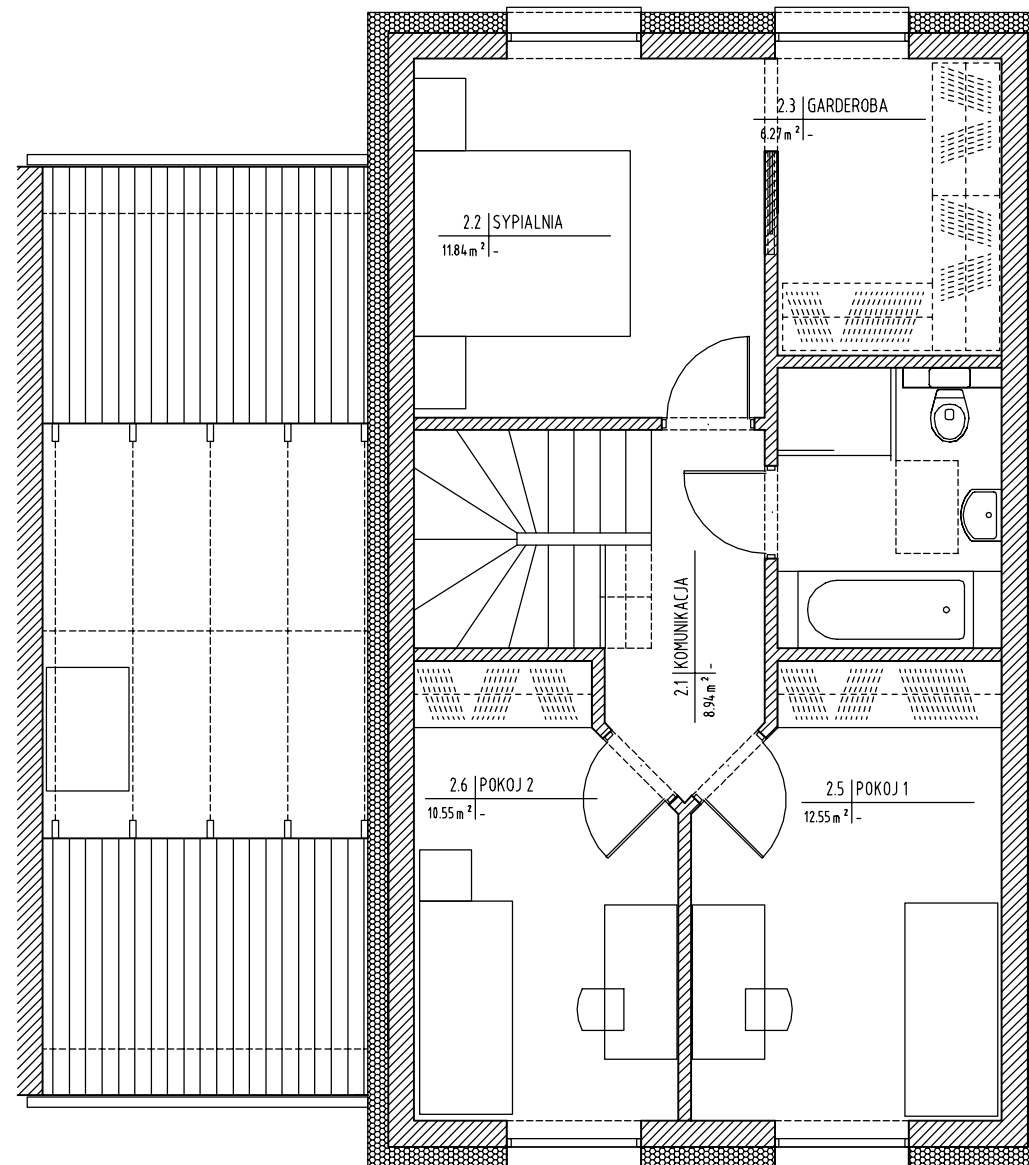 2.3 GARDEROBA
6.27 m² -
2.2 SYPIALNIA
11.84 m² -
2.1 KOMUNIKACJA
8.94 m² -
2.6 POKOJ 2
10.55 m² -
2.5 POKOJ 1
12.55 m² -